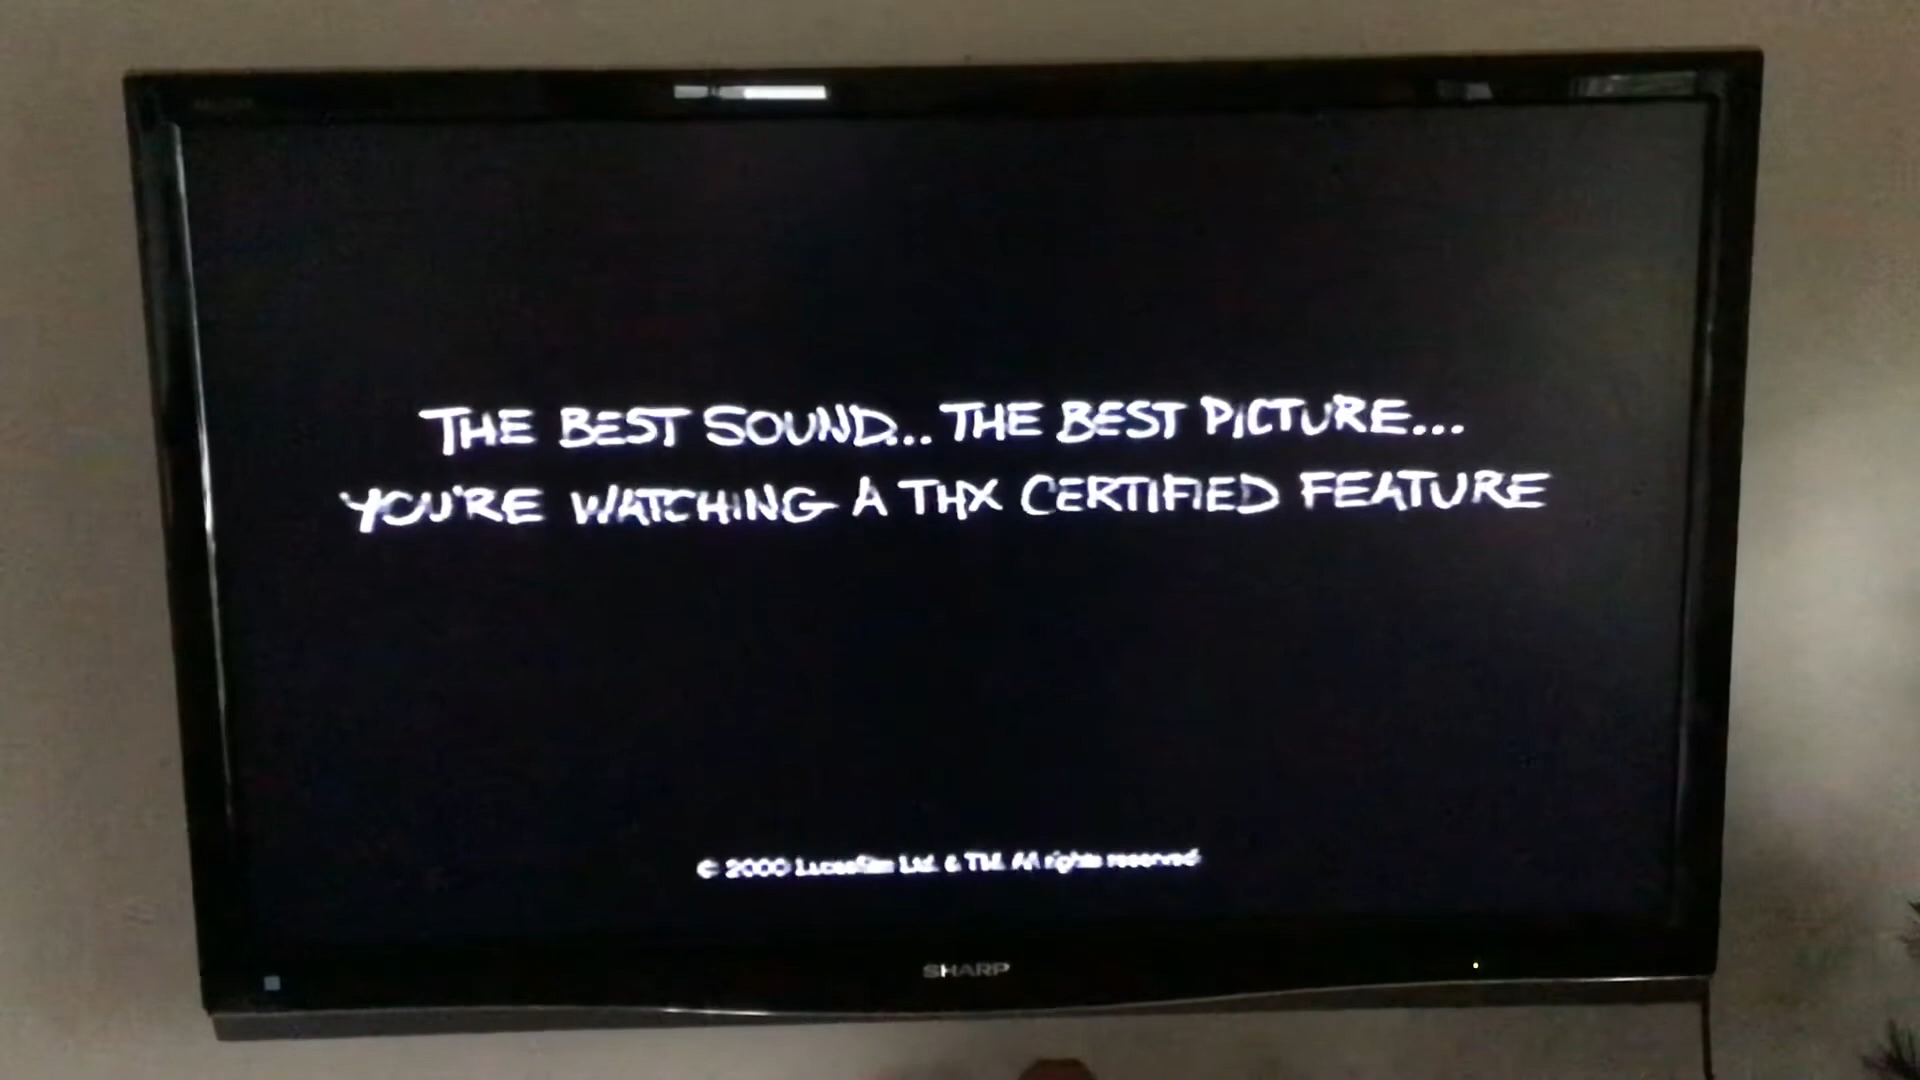 THE BEST SOUND... THE BEST PICTURE...
YOU'RE WATCHING A THX CERTIFIED FEATURE
© 2000 Lucasfilm Ltd. & TM. All rights reserved
SHARP